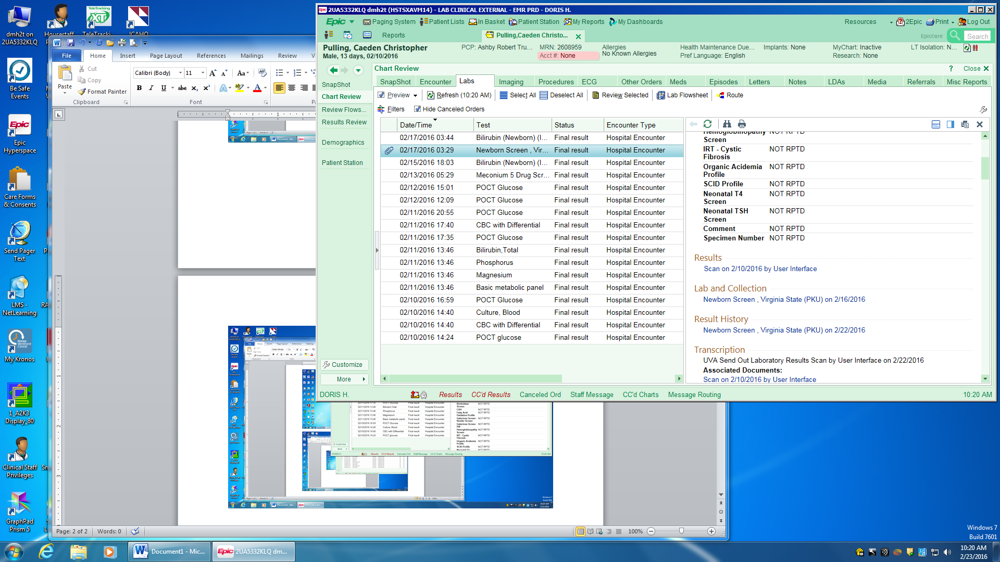 dmh2t on
2UA5332KLQ
Housestaff
TeleTracki...
JCAHO
Be Safe
Events
Epic
Epic
Hyperspace
Care Forms
& Consents
Send Pager
Text
LMS -
NetLearning
My Kronos
1_A2K3
Display_80
Clinical Staff
Privileges
GraphPad
Prism 5
File Home Insert Page Layout References Mailings Review
Paste
Cut
Copy
Format Painter
Clipboard
Calibri (Body) 11
Font
Page: 2 of 2 Words: 0
100%
Epic 2UA5332KLQ dmh2t (HSTSXAVM14) - LAB CLINICAL EXTERNAL - EMR PRD - DORIS H.
Epic Paging System Patient Lists In Basket Patient Station My Reports My Dashboards Resources 2Epic Print Log Out
Reports Pulling,Caeden Christo... EpicCare Search
Pulling, Caeden Christopher
Male, 13 days, 02/10/2016
PCP: Ashby Robert Tru...
MRN: 2608959
Acct #: None
Allergies
No Known Allergies
Health Maintenance Due...
Pref Language: English
Implants: None
MyChart: Inactive
Research: None
LT Isolation: N...
SnapShot
Chart Review
Review Flows...
Results Review
Demographics
Patient Station
Customize
More
Chart Review ? Close
SnapShot Encounter Labs Imaging Procedures ECG Other Orders Meds Episodes Letters Notes LDAs Media Referrals Misc Reports
Preview Refresh (10:20 AM) Select All Deselect All Review Selected Lab Flowsheet Route
Filters Hide Canceled Orders
Date/Time Test Status Encounter Type
02/17/2016 03:44 Bilirubin (Newborn) (I... Final result Hospital Encounter
02/17/2016 03:29 Newborn Screen , Vir... Final result Hospital Encounter
02/15/2016 18:03 Bilirubin (Newborn) (I... Final result Hospital Encounter
02/13/2016 05:29 Meconium 5 Drug Scr... Final result Hospital Encounter
02/12/2016 15:01 POCT Glucose Final result Hospital Encounter
02/12/2016 12:09 POCT Glucose Final result Hospital Encounter
02/11/2016 20:55 POCT Glucose Final result Hospital Encounter
02/11/2016 17:40 CBC with Differential Final result Hospital Encounter
02/11/2016 17:35 POCT Glucose Final result Hospital Encounter
02/11/2016 13:46 Bilirubin,Total Final result Hospital Encounter
02/11/2016 13:46 Phosphorus Final result Hospital Encounter
02/11/2016 13:46 Magnesium Final result Hospital Encounter
02/11/2016 13:46 Basic metabolic panel Final result Hospital Encounter
02/10/2016 16:59 POCT Glucose Final result Hospital Encounter
02/10/2016 14:40 Culture, Blood Final result Hospital Encounter
02/10/2016 14:40 CBC with Differential Final result Hospital Encounter
02/10/2016 14:24 POCT glucose Final result Hospital Encounter
Hemoglobinopathy Screen NOT RPTD
IRT - Cystic Fibrosis NOT RPTD
Organic Acidemia Profile NOT RPTD
SCID Profile NOT RPTD
Neonatal T4 Screen NOT RPTD
Neonatal TSH Screen NOT RPTD
Comment NOT RPTD
Specimen Number NOT RPTD
Results
Scan on 2/10/2016 by User Interface
Lab and Collection
Newborn Screen , Virginia State (PKU) on 2/16/2016
Result History
Newborn Screen , Virginia State (PKU) on 2/22/2016
Transcription
UVA Send Out Laboratory Results Scan by User Interface on 2/22/2016
Associated Documents:
Scan on 2/10/2016 by User Interface
DORIS H. Results CC'd Results Canceled Ord Staff Message CC'd Charts Message Routing 10:20 AM
Windows 7
Build 7601
Document1 - Mic...
Epic 2UA5332KLQ dm...
10:20 AM
2/23/2016